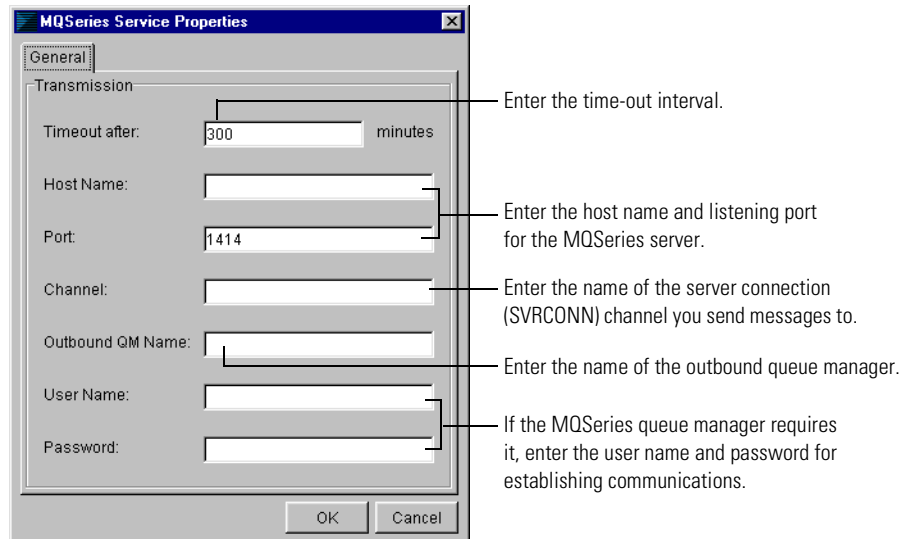 MQSeries Service Properties
General
Transmission
Timeout after: 300 minutes
Enter the time-out interval.
Host Name:
Port: 1414
Enter the host name and listening port
for the MQSeries server.
Channel:
Enter the name of the server connection
(SVRCONN) channel you send messages to.
Outbound QM Name:
Enter the name of the outbound queue manager.
User Name:
Password:
If the MQSeries queue manager requires
it, enter the user name and password for
establishing communications.
OK Cancel